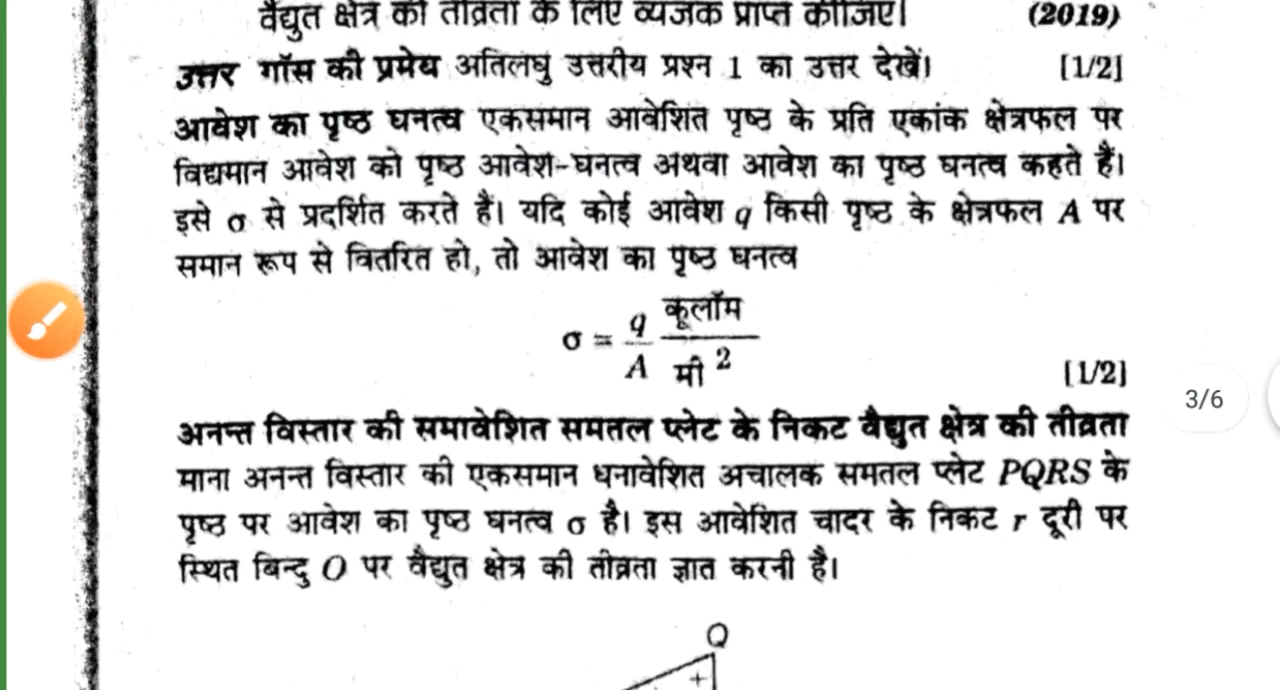 वैद्युत क्षेत्र की तीव्रता के लिए व्यंजक प्राप्त कीजिए। (2019)
उत्तर गॉस की प्रमेय अतिलघु उत्तरीय प्रश्न 1 का उत्तर देखें। [1/2]
आवेश का पृष्ठ घनत्व एकसमान आवेशित पृष्ठ के प्रति एकांक क्षेत्रफल पर
विद्यमान आवेश को पृष्ठ आवेश-घनत्व अथवा आवेश का पृष्ठ घनत्व कहते हैं।
इसे σ से प्रदर्शित करते हैं। यदि कोई आवेश q किसी पृष्ठ के क्षेत्रफल A पर
समान रूप से वितरित हो, तो आवेश का पृष्ठ घनत्व
σ = q/A कूलॉम/मी²
[1/2]
3/6
अनन्त विस्तार की समावेशित समतल प्लेट के निकट वैद्युत क्षेत्र की तीव्रता
माना अनन्त विस्तार की एकसमान धनावेशित अचालक समतल प्लेट PQRS के
पृष्ठ पर आवेश का पृष्ठ घनत्व σ है। इस आवेशित चादर के निकट r दूरी पर
स्थित बिन्दु O पर वैद्युत क्षेत्र की तीव्रता ज्ञात करनी है।
Q
+